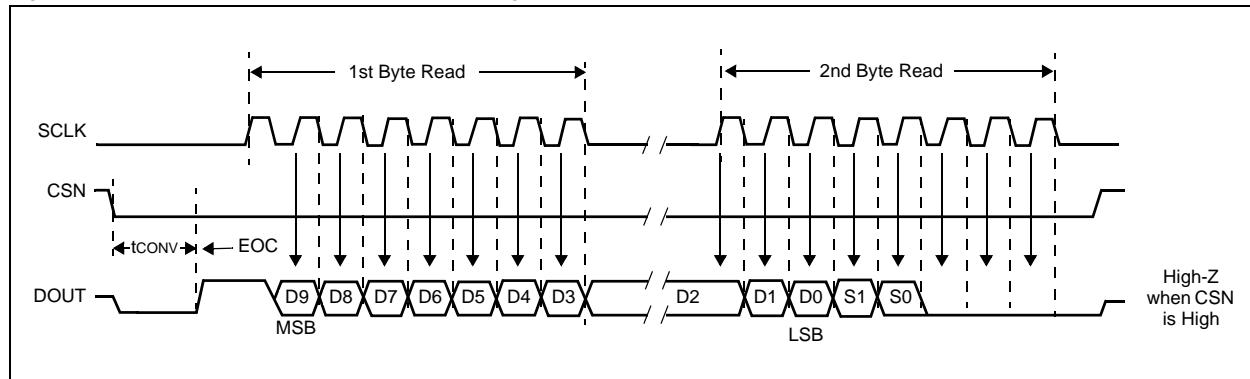 1st Byte Read
2nd Byte Read
SCLK
CSN
tCONV
EOC
DOUT
D9
D8
D7
D6
D5
D4
D3
D2
D1
D0
S1
S0
MSB
LSB
High-Z
when CSN
is High